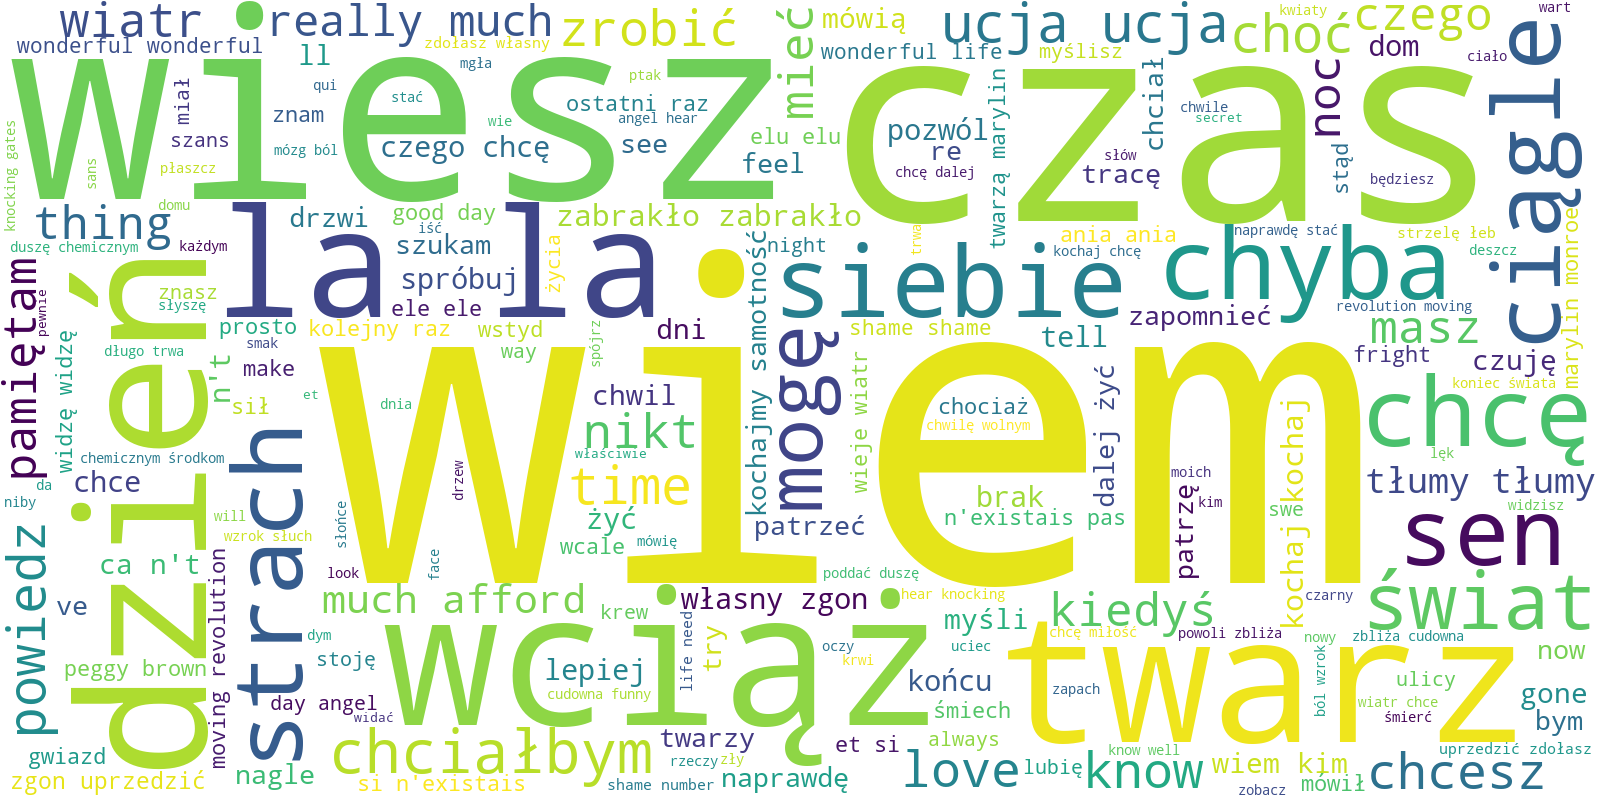 wiatr
really much
zrobić
mieć
mówią
ucja ucja
choć
czego
wart
kwiaty
wonderful wonderful
ll
zdołasz własny
mgła
wonderful life
myślisz
dom
ciało
ciągle
wiesz
czas
qui
ptak
stać
miał
znam
szans
płaszcz
sans
knocking gates
mózg ból
czego chcę
wie
ostatni raz
angel hear
see
elu elu
feel
pozwól
re
chcę dalej
twarzą marylin
słów
tracę
chciał
chwile
secret
noc
stąd
będziesz
thing
domu
drzwi
good day
iść
szukam
zabrakło zabrakło
night
trwa
ania ania
kochaj chcę
naprawdę stać
strzelę łeb
deszcz
duszę chemicznym
każdym
la la
spróbuj
życia
kochajmy samotność
siebie
chyba
marylin monroe
revolution moving
pamiętam
pewnie
znasz
słyszę
dzień
prosto
ele ele
kolejny raz
wstyd
way
spójrz
dni
mogę
shame shame
tell
zapomnieć
masz
fright
czuję
koniec świata
widzę widzę
długo trwa
n't
smak
make
sił
et
dnia
wiem
chwil
nikt
właściwie
wieje wiatr
chociaż
chwilę wolnym
dalej żyć
chcę
lęk
chemicznym środkom
strach
chce
da
niby
drzew
time
brak
moich
kim
patrzę
swe
kochaj kochaj
tłumy tłumy
widzisz
sen
will
wzrok słuch
słońce
żyć
wcale
mówię
patrzeć
n'existais pas
powiedz
ca n't
look
face
poddać duszę
ve
moving revolution
much afford
krew
własny zgon
hear knocking
myśli
kiedyś
czarny
świat
dym
stoję
try
life need
wciąż
oczy
krwi
uciec
chcę miłość
powoli zbliża
nowy
zbliża cudowna
now
peggy brown
lepiej
cudowna funny
końcu
zapach
twarz
ból wzrok
ulicy
gone
day angel
widać
śmiech
wiatr chce
śmierć
bym
gwiazd
chciałbym
twarzy
rzeczy
zły
et si
always
know well
uprzedzić zdołasz
zgon uprzedzić
nagle
si n'existais
shame number
naprawdę
love
lubię
know
wiem kim
zobacz
mówił
chcesz